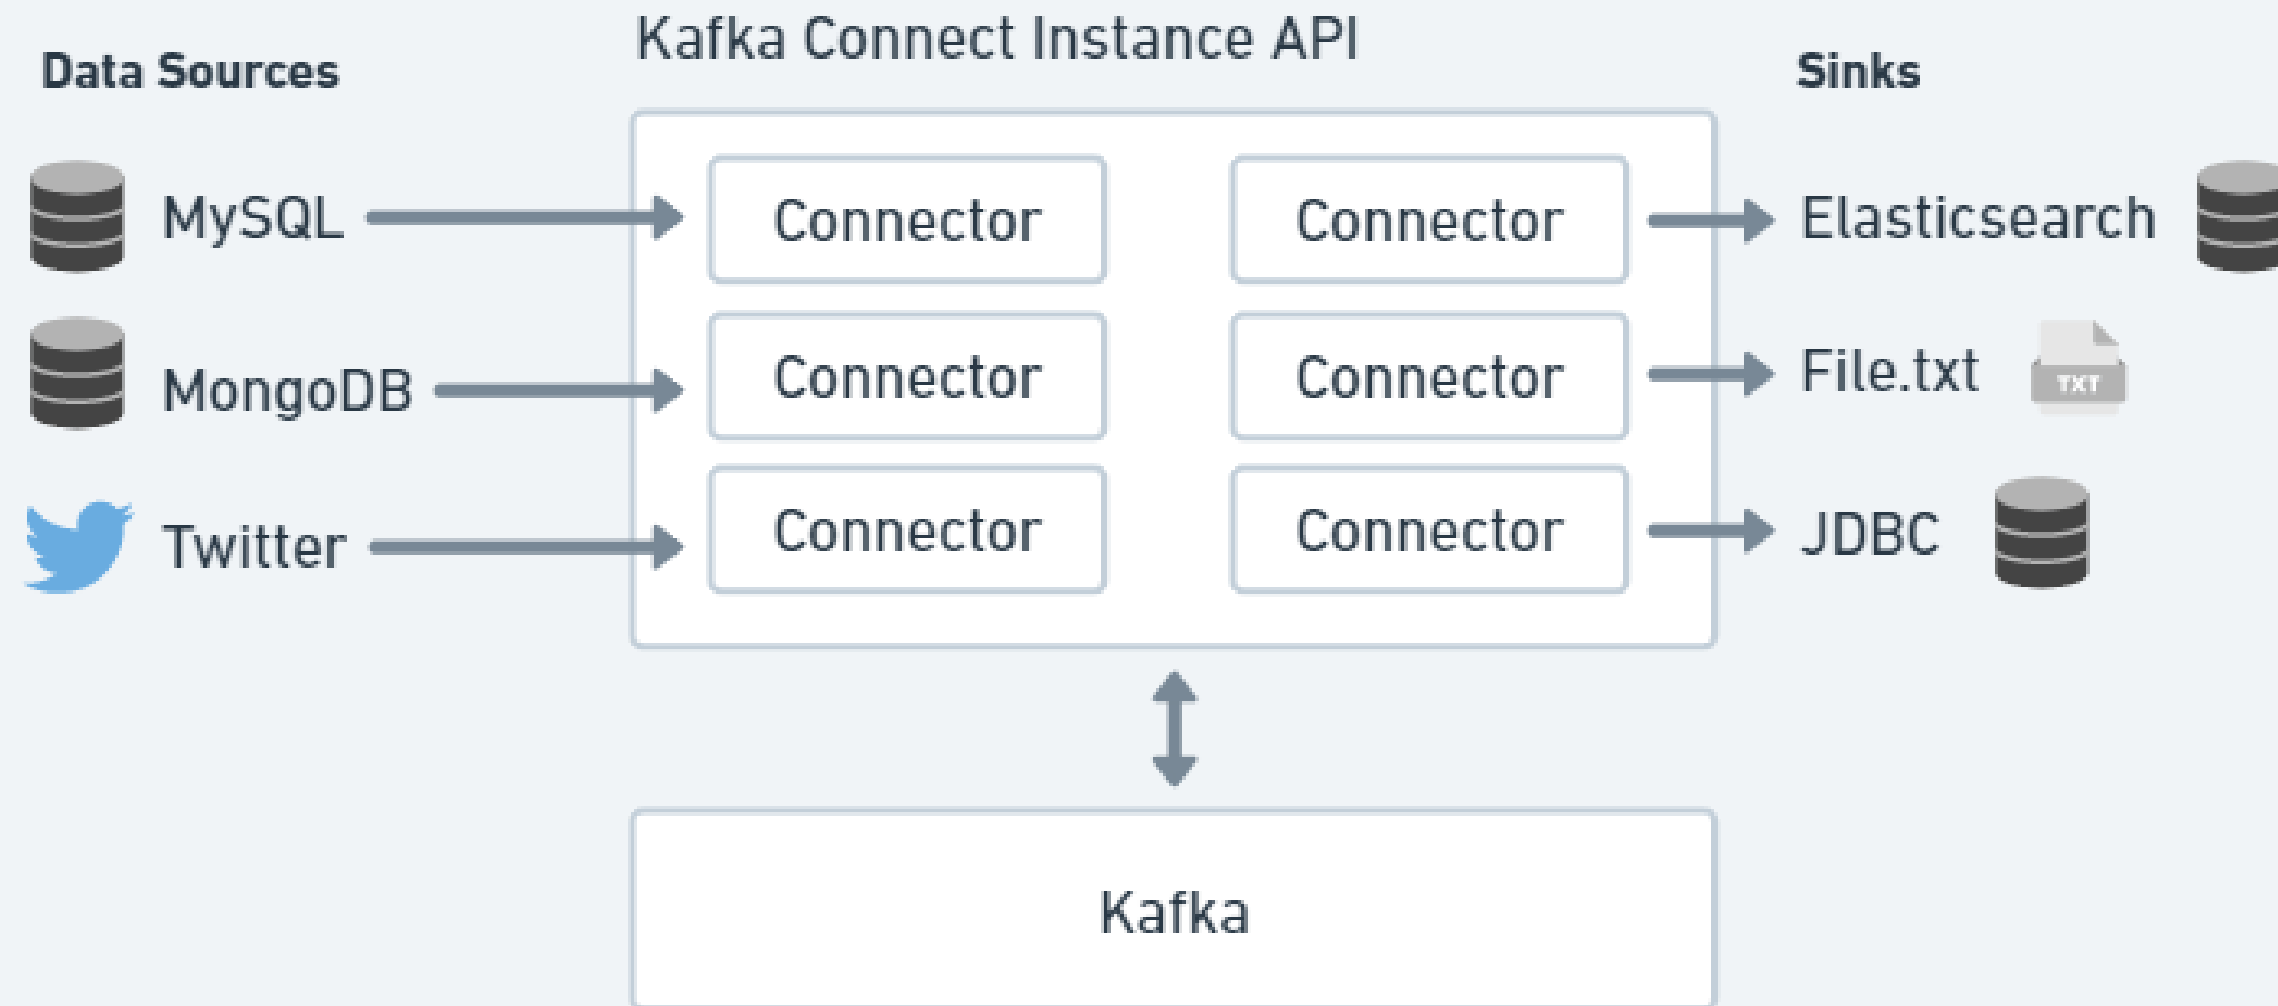 Kafka Connect Instance API
Data Sources
Sinks
MySQL
Connector
Connector
Elasticsearch
MongoDB
Connector
Connector
File.txt
TXT
Twitter
Connector
Connector
JDBC
Kafka